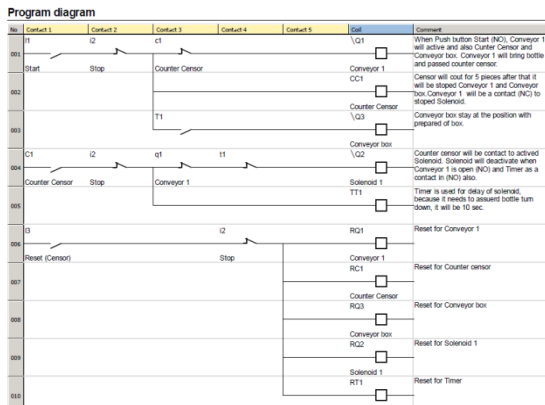 Program diagram
No Contact 1 Contact 2 Contact 3 Contact 4 Contact 5 Coil Comment
001 I1 i2 c1 \Q1
Start Stop Counter Censor Conveyor 1
When Push button Start (NO), Conveyor 1
will active and also Cunter Censor and
Conveyor box. Conveyor 1 will bring bottle
and passed counter censor.
002 CC1
Counter Censor
Censor will cout for 5 pieces after that it
will be stoped Conveyor 1 and Conveyor
box.Conveyor 1 will be a contact (NC) to
stoped Solenoid.
003 T1 \Q3
Conveyor box
Conveyor box stay at the position with
prepared of box.
004 C1 i2 q1 t1 \Q2
Counter Censor Stop Conveyor 1 Solenoid 1
Counter censor will be contact to actived
Solenoid. Solenoid will deactivate when
Conveyor 1 is open (NO) and Timer as a
contact in (NO) also.
005 TT1
Timer is used for delay of solenoid,
because it needs to assuerd bottle turn
down, it will be 10 sec.
006 I3 i2 RQ1
Reset (Censor) Stop Conveyor 1
Reset for Conveyor 1
007 RC1
Counter Censor
Reset for Counter censor
008 RQ3
Conveyor box
Reset for Conveyor box
009 RQ2
Solenoid 1
Reset for Solenoid 1
010 RT1
Reset for Timer